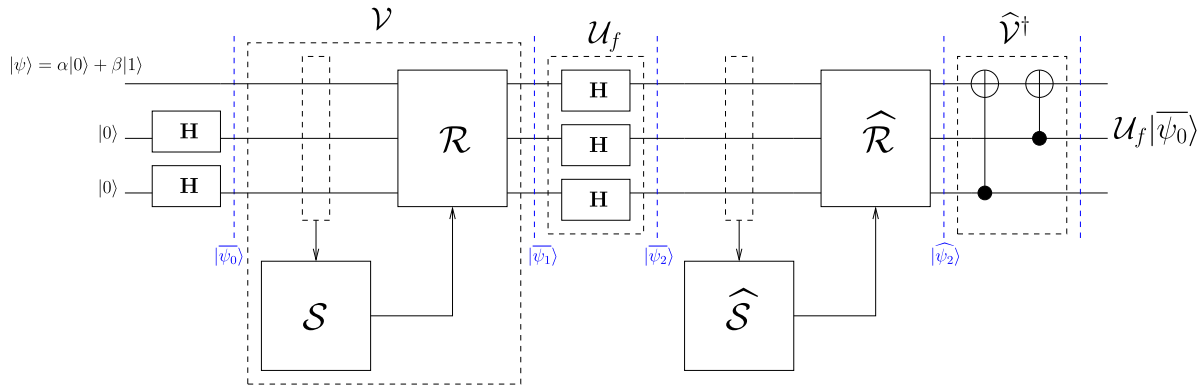 𝒱
𝒰_f
𝒱̂†
|ψ⟩ = α|0⟩ + β|1⟩
H
|0⟩
H
ℛ
H
ℛ̂
𝒰_f|ψ̅₀⟩
|0⟩
H
H
|ψ̅₀⟩
|ψ̅₁⟩
|ψ̅₂⟩
|ψ̂₂⟩
𝒮
𝒮̂